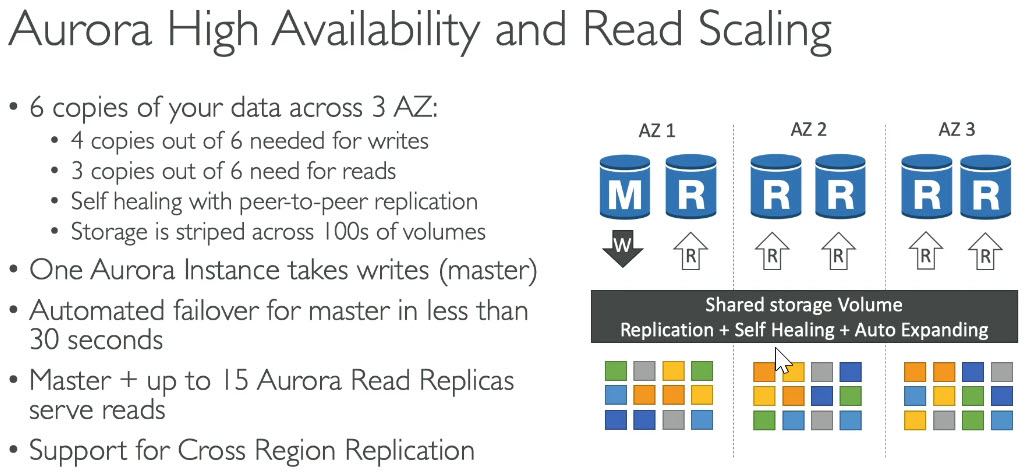 Aurora High Availability and Read Scaling
• 6 copies of your data across 3 AZ:
• 4 copies out of 6 needed for writes
• 3 copies out of 6 need for reads
• Self healing with peer-to-peer replication
• Storage is striped across 100s of volumes
• One Aurora Instance takes writes (master)
• Automated failover for master in less than
30 seconds
• Master + up to 15 Aurora Read Replicas
serve reads
• Support for Cross Region Replication
AZ 1 AZ 2 AZ 3
M R R R R R
W R R R R R
Shared storage Volume
Replication + Self Healing + Auto Expanding